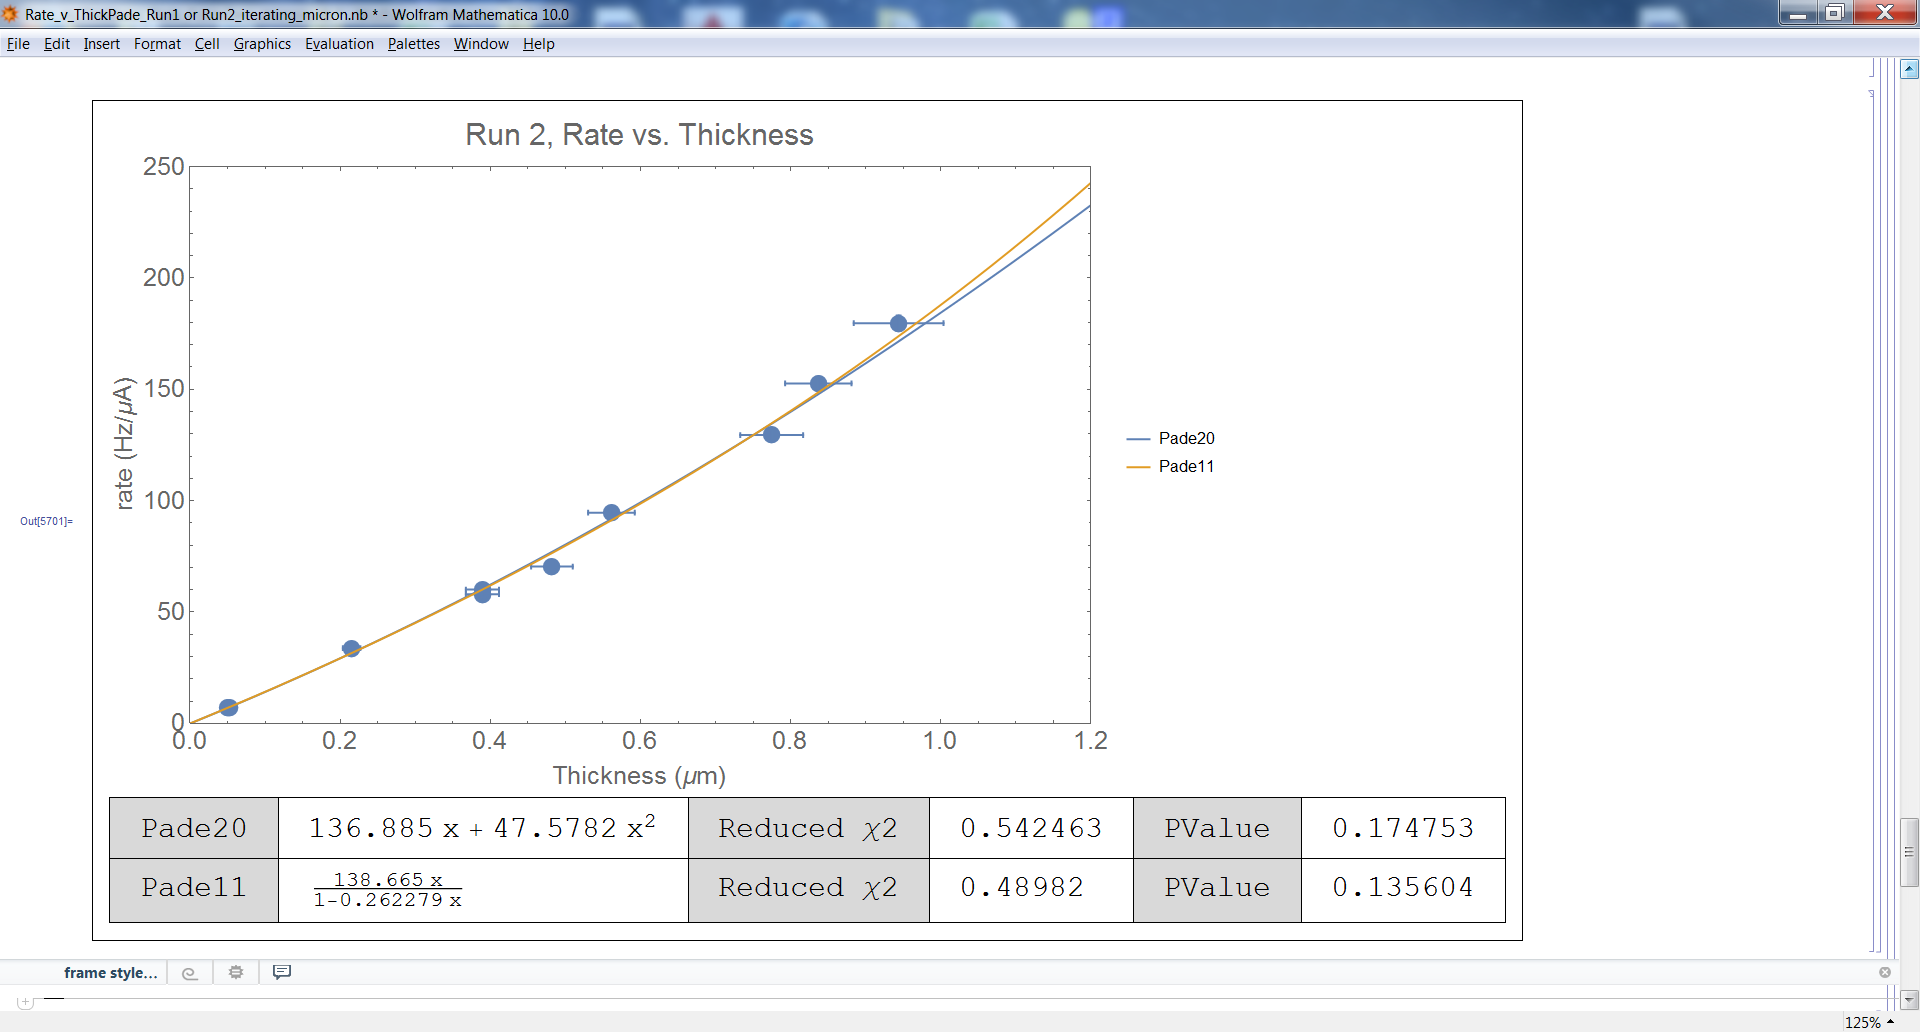 Rate_v_ThickPade_Run1 or Run2_iterating_micron.nb * - Wolfram Mathematica 10.0
File Edit Insert Format Cell Graphics Evaluation Palettes Window Help
Run 2, Rate vs. Thickness
250
200
150
100
50
0
rate (Hz/μA)
0.0 0.2 0.4 0.6 0.8 1.0 1.2
Thickness (μm)
Pade20
Pade11
Out[5701]=
Pade20 136.885 x + 47.5782 x² Reduced χ2 0.542463 PValue 0.174753
Pade11 138.665 x / 1-0.262279 x Reduced χ2 0.48982 PValue 0.135604
frame style...
125%